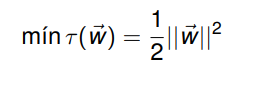 mín τ(w⃗) = 1/2 ||w⃗||²